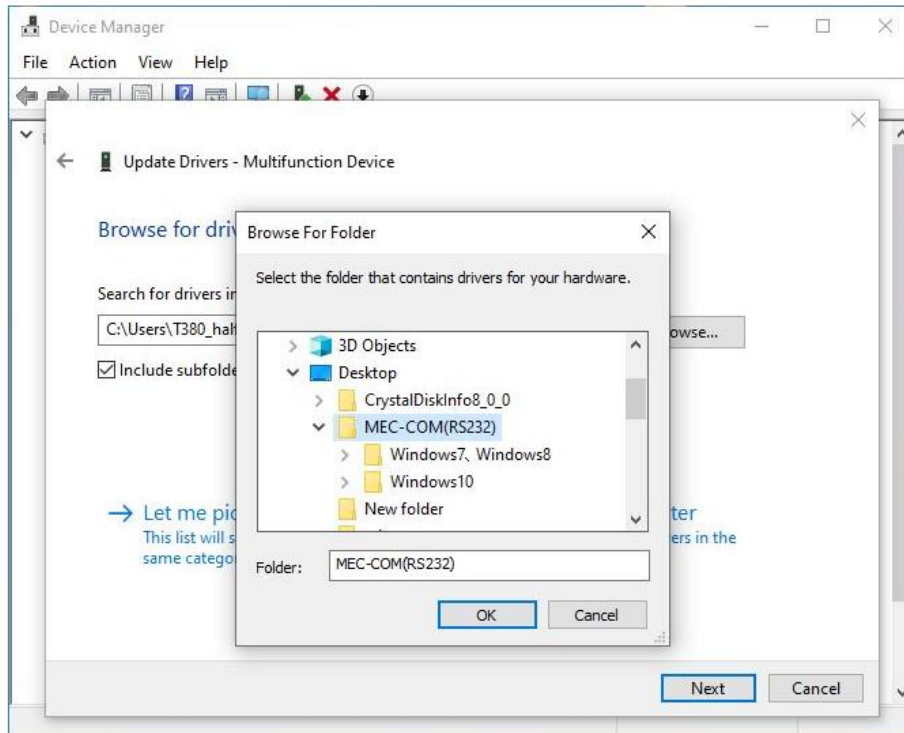 Device Manager
File Action View Help
Update Drivers - Multifunction Device
Browse for driv
Browse For Folder
Select the folder that contains drivers for your hardware.
Search for drivers in
C:\Users\T380_hal
owse...
Include subfolde
3D Objects
Desktop
CrystalDiskInfo8_0_0
MEC-COM(RS232)
Windows7、Windows8
Windows10
New folder
Let me pic
ter
This list will s
ers in the
same catego
Folder: MEC-COM(RS232)
OK Cancel
Next Cancel